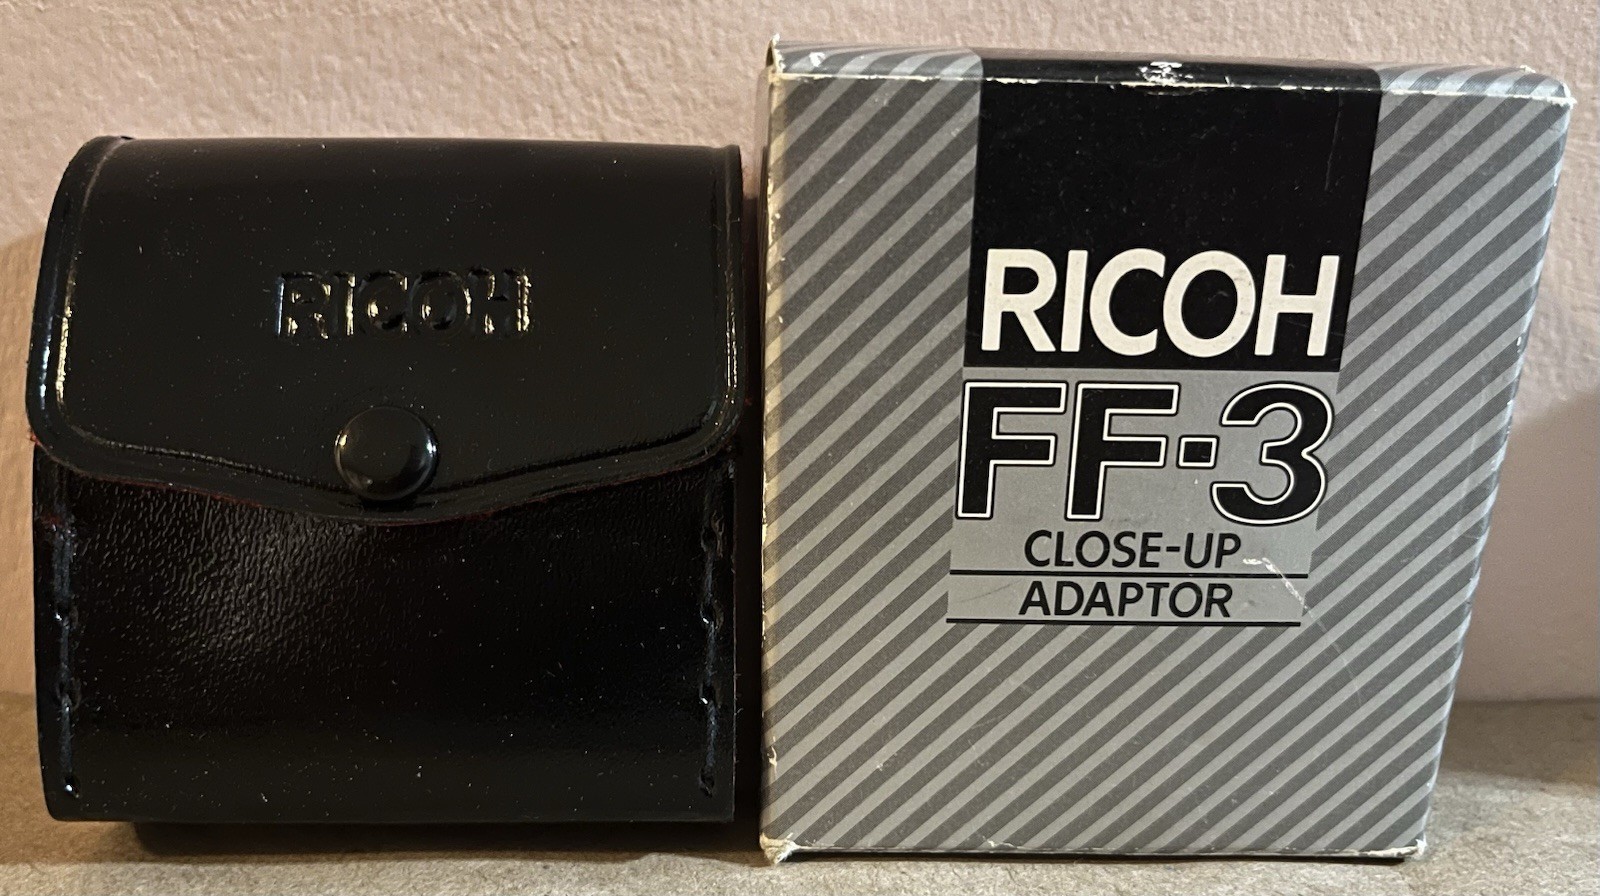 RICOH
RICOH
FF-3
CLOSE-UP
ADAPTOR